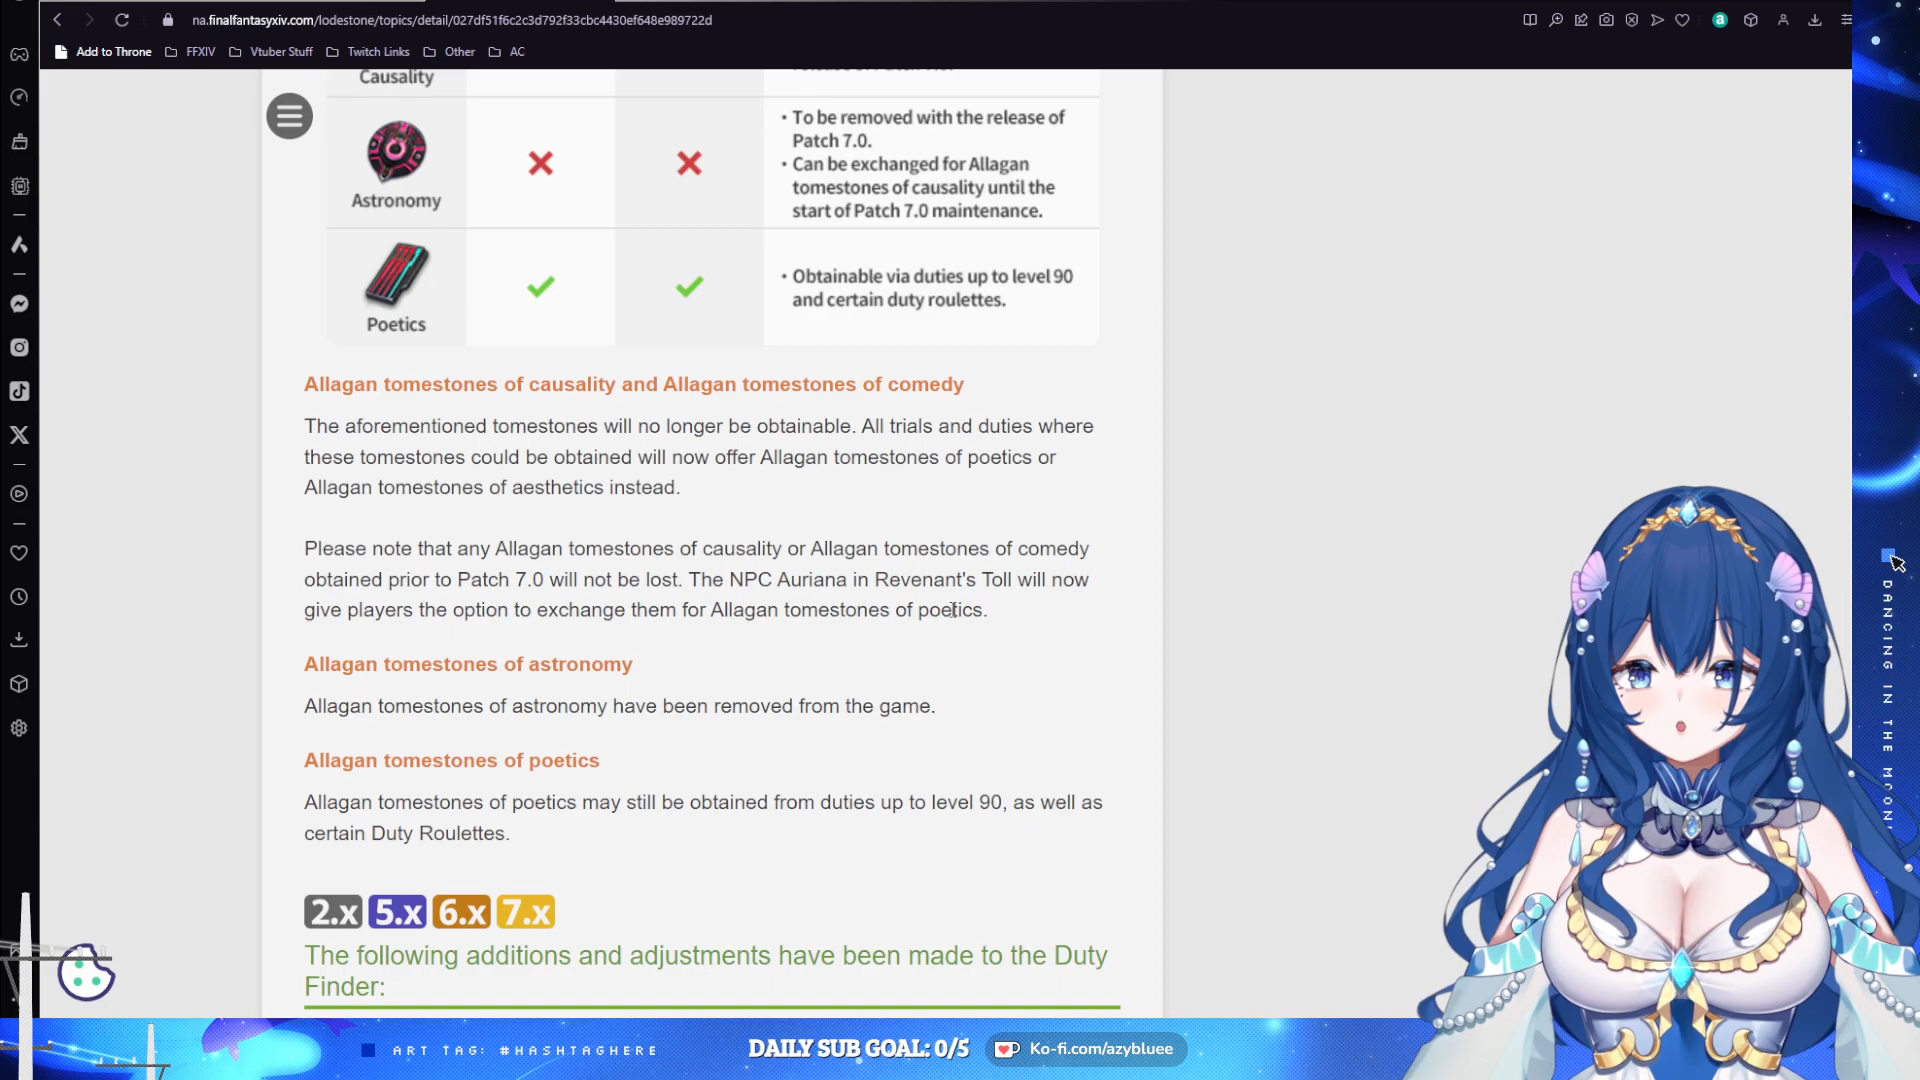 na.finalfantasyxiv.com/lodestone/topics/detail/027df51f6c2c3d792f33cbc4430ef648e989722d
Add to Throne FFXIV Vtuber Stuff Twitch Links Other AC
Causality
• To be removed with the release of
Patch 7.0.
• Can be exchanged for Allagan
tomestones of causality until the
start of Patch 7.0 maintenance.
Astronomy
• Obtainable via duties up to level 90
and certain duty roulettes.
Poetics
Allagan tomestones of causality and Allagan tomestones of comedy
The aforementioned tomestones will no longer be obtainable. All trials and duties where
these tomestones could be obtained will now offer Allagan tomestones of poetics or
Allagan tomestones of aesthetics instead.
Please note that any Allagan tomestones of causality or Allagan tomestones of comedy
obtained prior to Patch 7.0 will not be lost. The NPC Auriana in Revenant's Toll will now
give players the option to exchange them for Allagan tomestones of poetics.
Allagan tomestones of astronomy
Allagan tomestones of astronomy have been removed from the game.
Allagan tomestones of poetics
Allagan tomestones of poetics may still be obtained from duties up to level 90, as well as
certain Duty Roulettes.
2.x 5.x 6.x 7.x
The following additions and adjustments have been made to the Duty
Finder:
DANCING IN THE MOON'
ART TAG: #HASHTAGHERE
DAILY SUB GOAL: 0/5
Ko-fi.com/azybluee